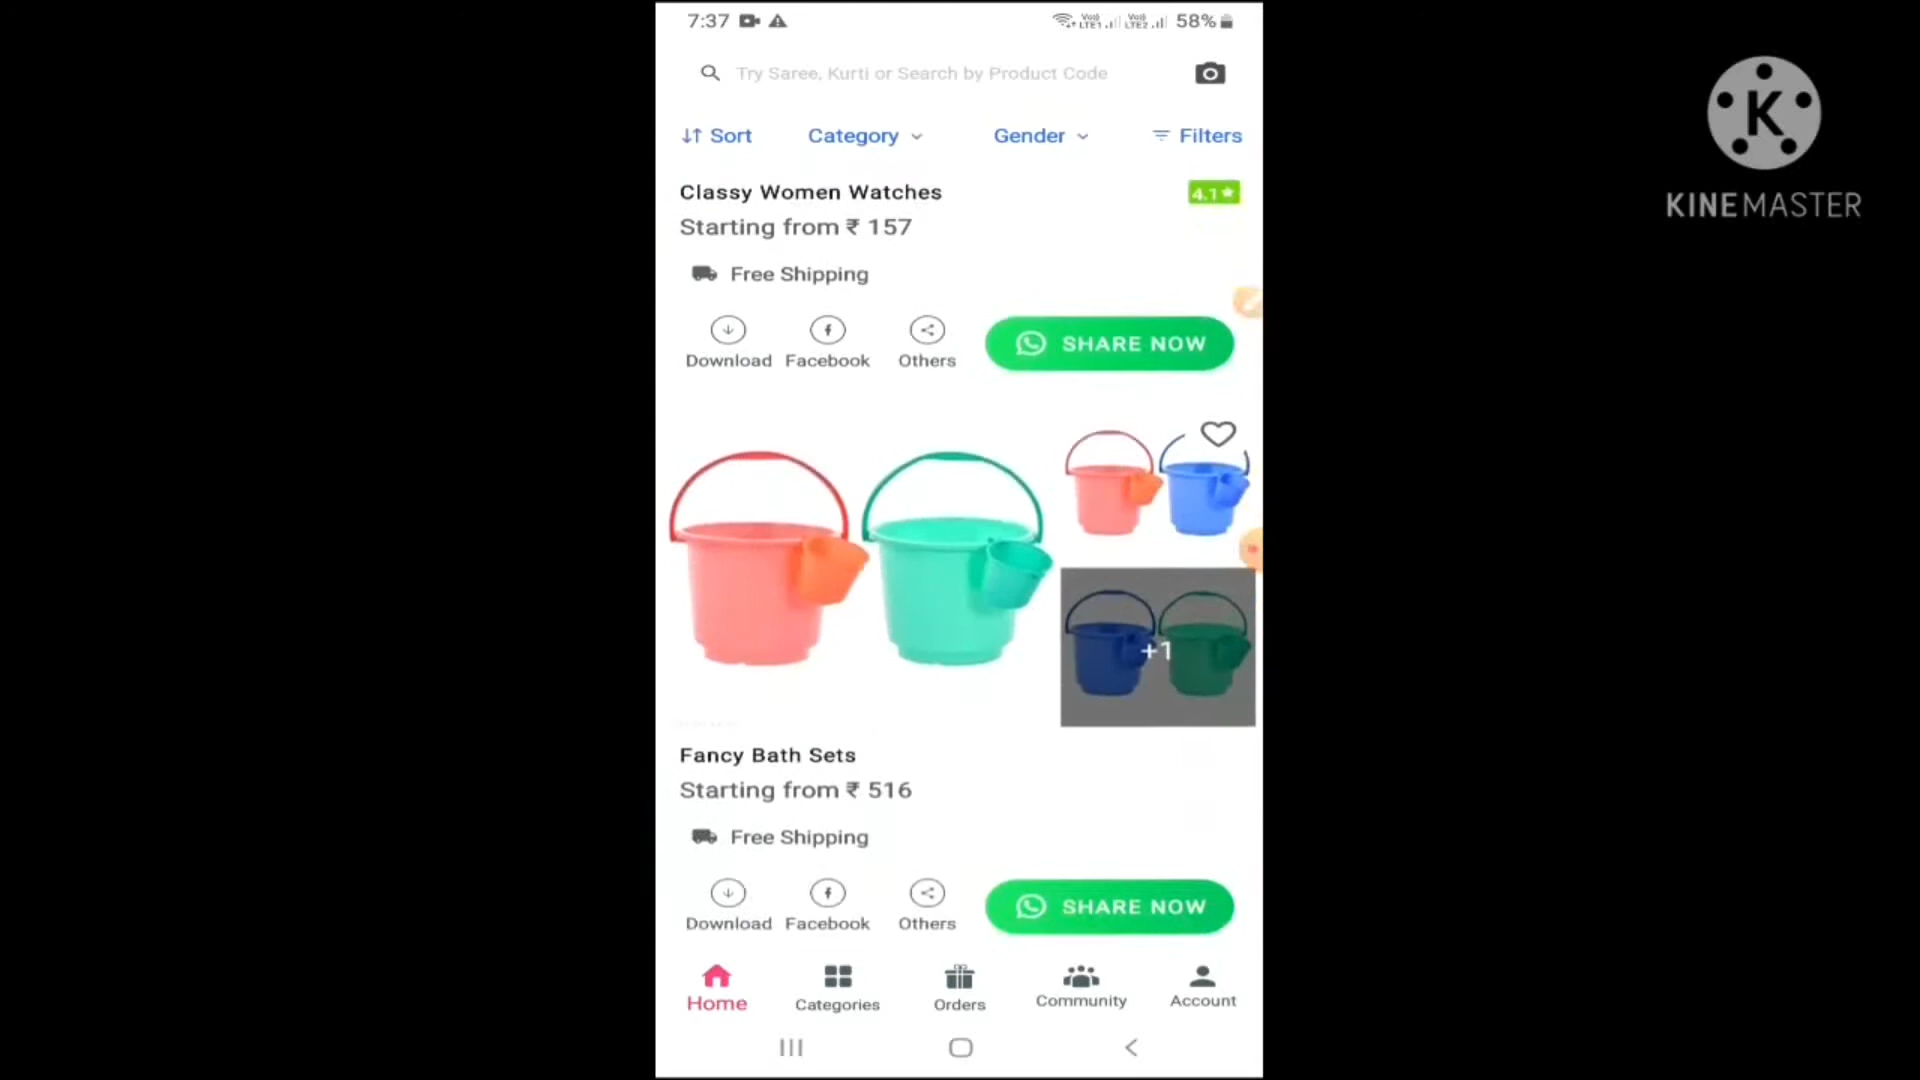 7:37
VoLTE1 VoLTE2 58%
Try Saree, Kurti or Search by Product Code
Sort Category Gender Filters
Classy Women Watches
4.1★
Starting from ₹ 157
Free Shipping
Download Facebook Others
SHARE NOW
+1
Fancy Bath Sets
Starting from ₹ 516
Free Shipping
Download Facebook Others
SHARE NOW
Home Categories Orders Community Account
K
KINEMASTER